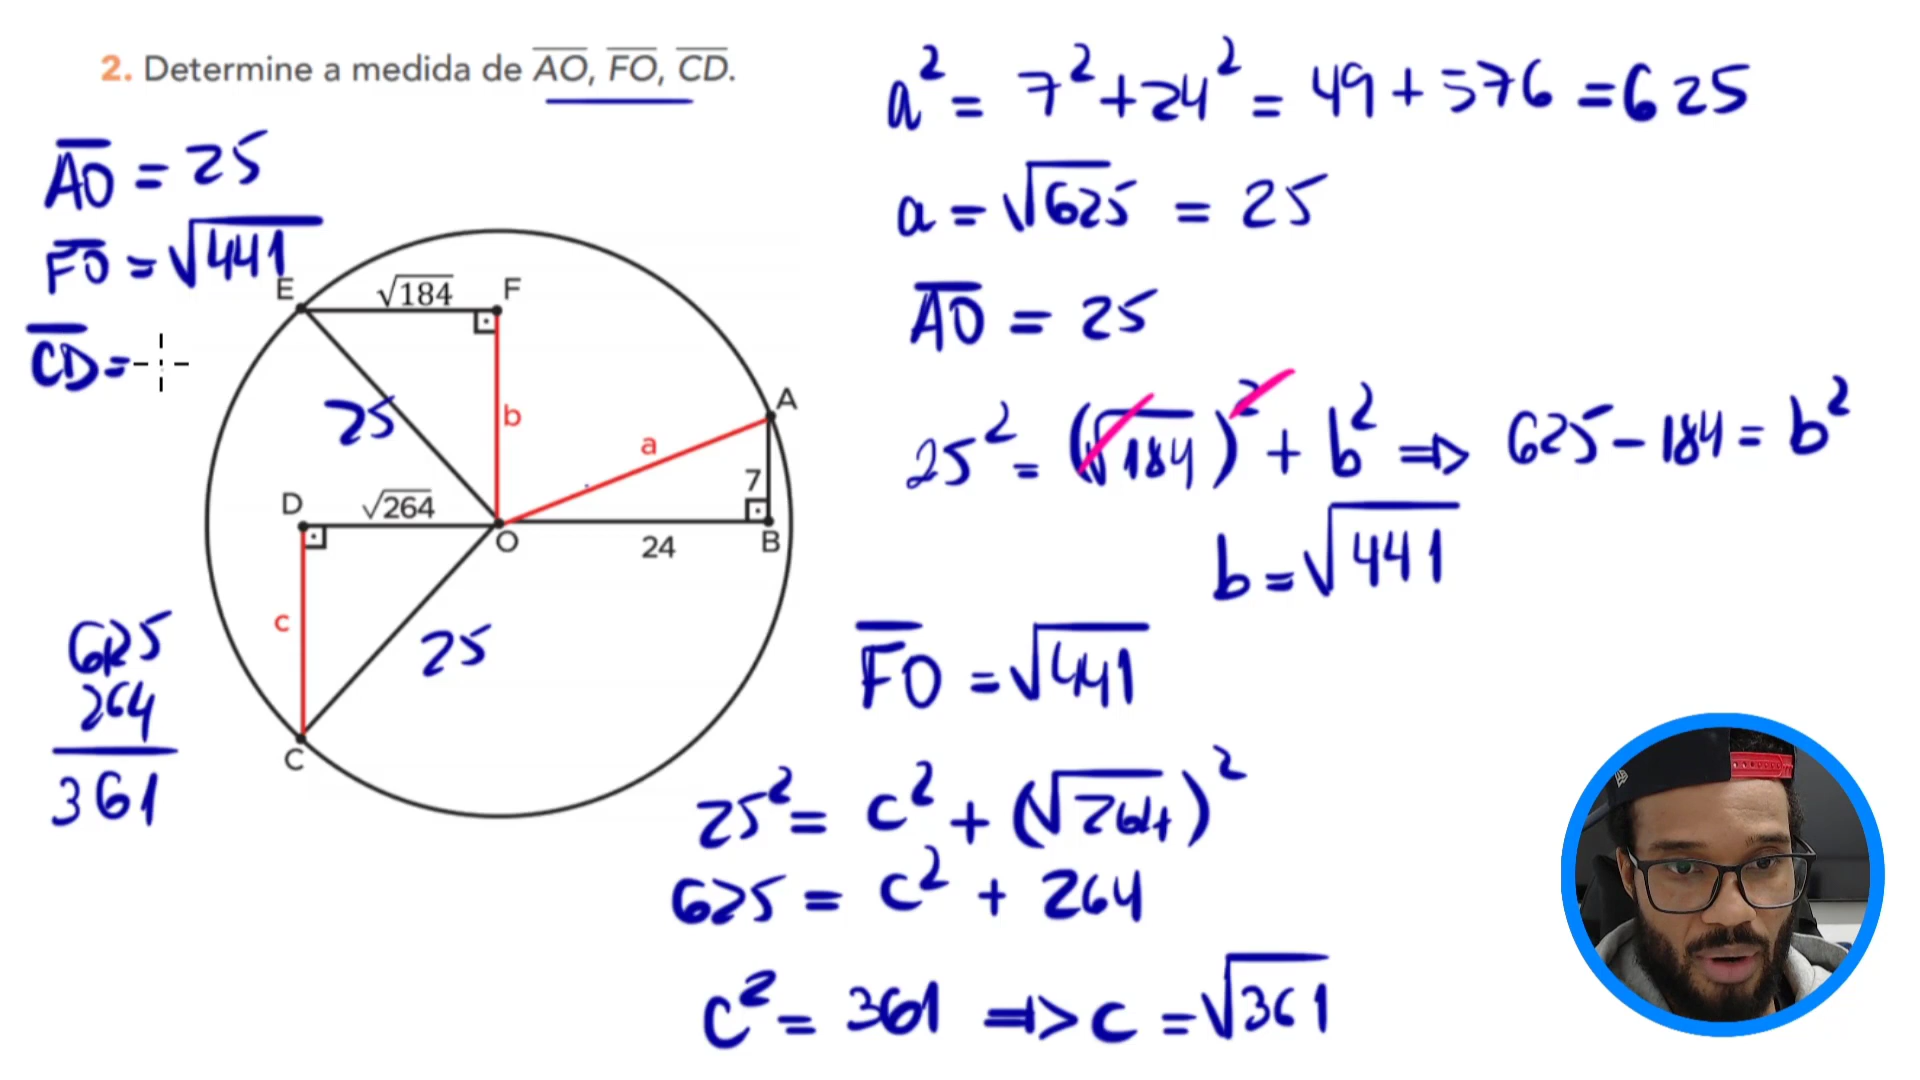 2. Determine a medida de AO, FO, CD.
AO = 25
FO = √441
CD =
E
√184
F
25
b
a
A
7
D
√264
O
24
B
c
25
C
625
264
361
a² = 7² + 24² = 49 + 576 = 625
a = √625 = 25
AO = 25
25² = (√184)² + b² ⇒ 625 - 184 = b²
b = √441
FO = √441
25² = c² + (√264)²
625 = c² + 264
c² = 361 ⇒ c = √361